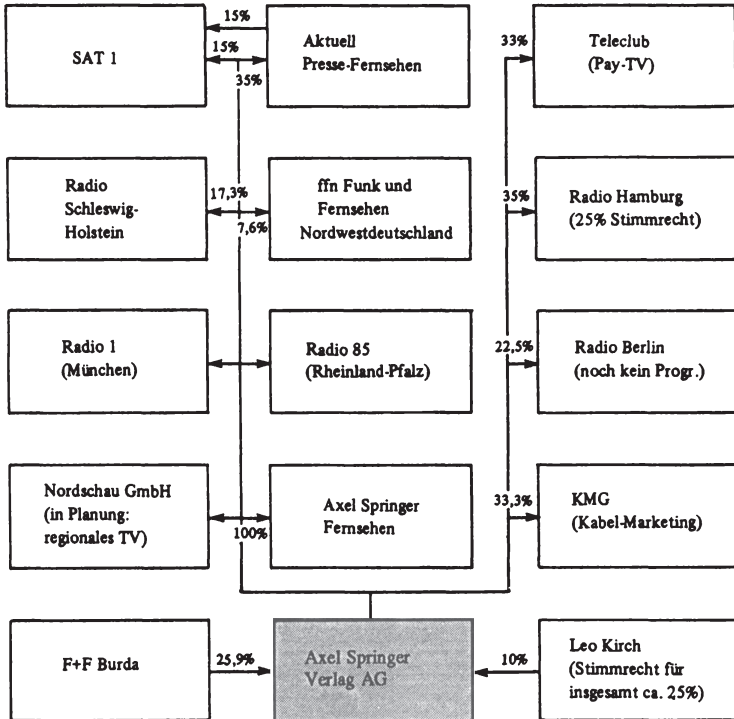 15%
SAT 1
15%
35%
Aktuell
Presse-Fernsehen
33%
Teleclub
(Pay-TV)
Radio
Schleswig-
Holstein
17,3%
7,6%
ffn Funk und
Fernsehen
Nordwestdeutschland
35%
Radio Hamburg
(25% Stimmrecht)
Radio 1
(München)
Radio 85
(Rheinland-Pfalz)
22,5%
Radio Berlin
(noch kein Progr.)
Nordschau GmbH
(in Planung:
regionales TV)
100%
Axel Springer
Fernsehen
33,3%
KMG
(Kabel-Marketing)
F+F Burda
25,9%
Axel Springer
Verlag AG
10%
Leo Kirch
(Stimmrecht für
insgesamt ca. 25%)